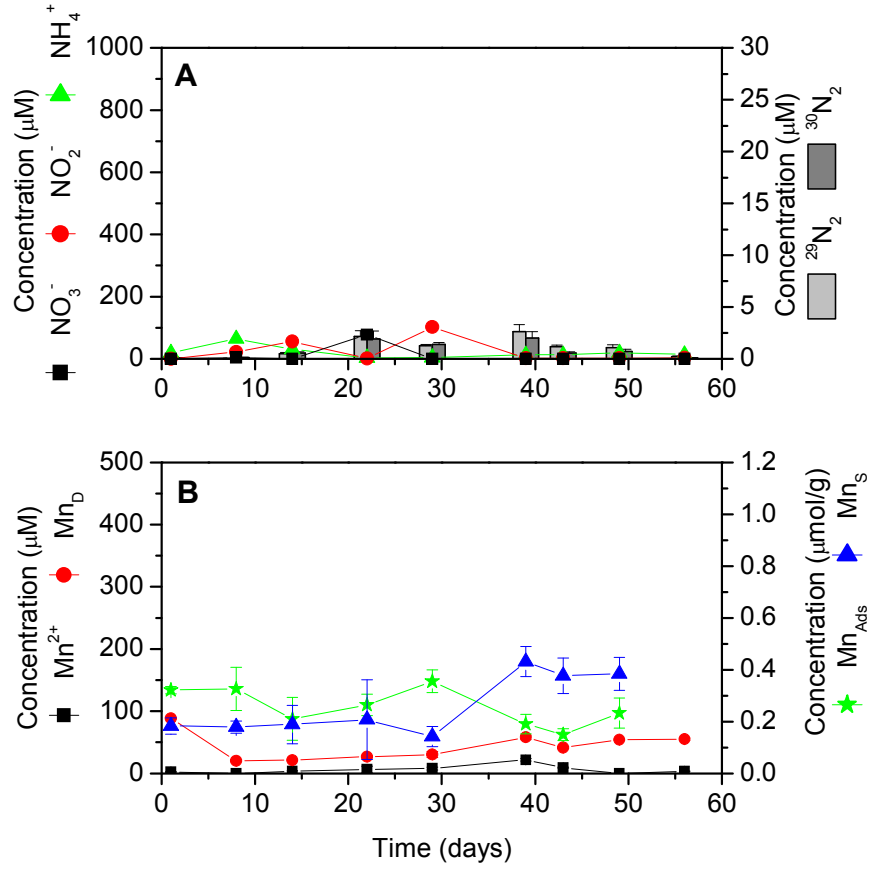 Concentration (μM)
NO₃⁻ NO₂⁻ NH₄⁺
1000
800
600
400
200
0
A
30
25
20
15
10
5
0
Concentration (μM)
²⁹N₂ ³⁰N₂
0 10 20 30 40 50 60
Concentration (μM)
Mn²⁺ Mn_D
500
400
300
200
100
0
B
1.2
1.0
0.8
0.6
0.4
0.2
0.0
Concentration (μmol/g)
Mn_Ads Mn_S
0 10 20 30 40 50 60
Time (days)